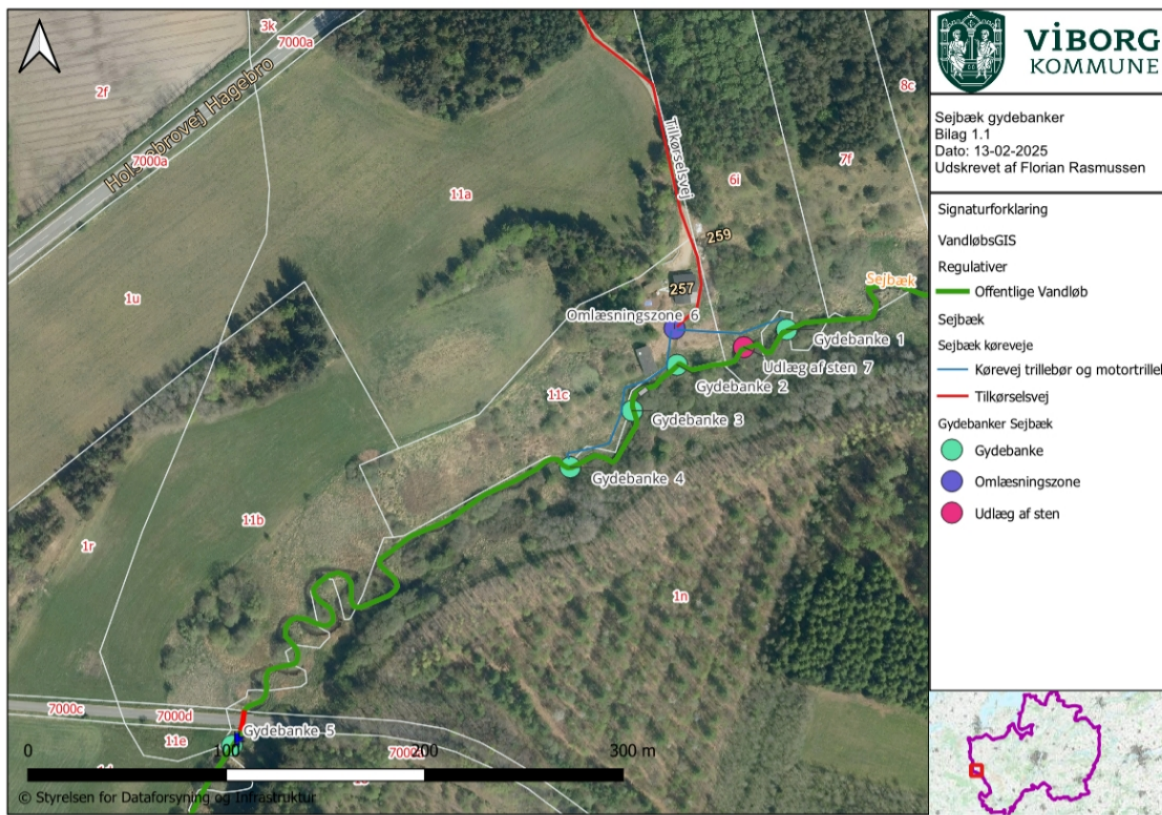 3k
7000a
2f
Holstebrovej Hagebro
7000a
1u
11a
Tilkørselsvej
6i
7f
8c
259
257
Sejbæk
Omlæsningszone 6
Gydebanke 1
Udlæg af sten 7
Gydebanke 2
11c
Gydebanke 3
Gydebanke 4
11b
1r
1n
7000c
7000d
Gydebanke 5
11e
0
100
200
300 m
© Styrelsen for Dataforsyning og Infrastruktur
VIBORG
KOMMUNE
Sejbæk gydebanker
Bilag 1.1
Dato: 13-02-2025
Udskrevet af Florian Rasmussen
Signaturforklaring
VandløbsGIS
Regulativer
Offentlige Vandløb
Sejbæk
Sejbæk køreveje
Kørevej trillebør og motortrillel
Tilkørselsvej
Gydebanker Sejbæk
Gydebanke
Omlæsningszone
Udlæg af sten